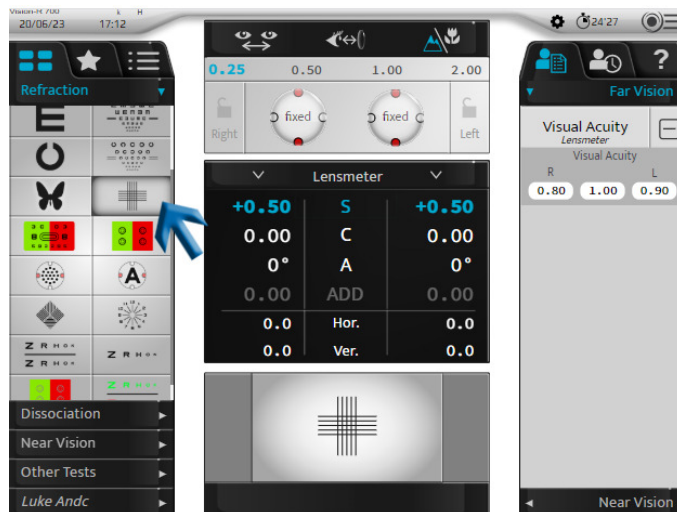 Vision-R 700
20/06/23 17:12
k H
24'27
Refraction
E
Z R H O N
Z R H O N
Z R H O N
A
Dissociation
Near Vision
Other Tests
Luke Andc
0.25 0.50 1.00 2.00
Right fixed fixed Left
Lensmeter
+0.50 S +0.50
0.00 C 0.00
0° A 0°
0.00 ADD 0.00
0.0 Hor. 0.0
0.0 Ver. 0.0
?
Far Vision
Visual Acuity
Lensmeter
Visual Acuity
R L
0.80 1.00 0.90
Near Vision